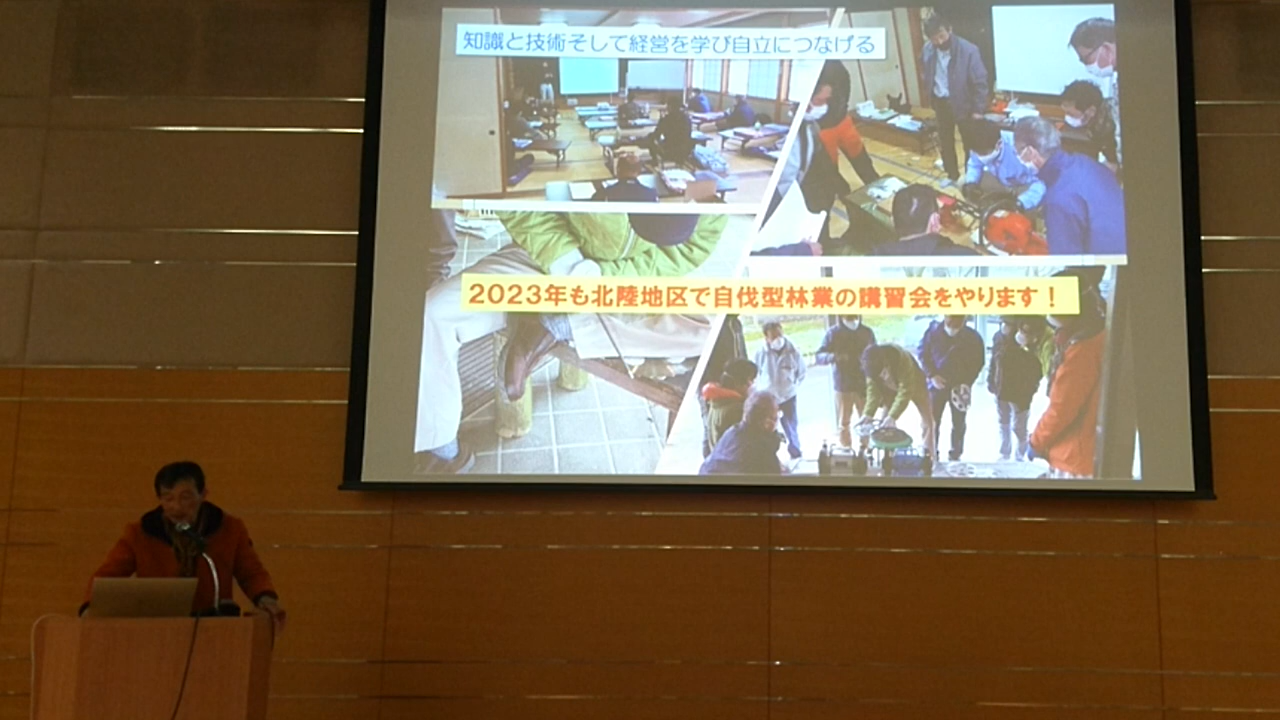 知識と技術そして経営を学び自立につなげる
2023年も北陸地区で自伐型林業の講習会をやります！